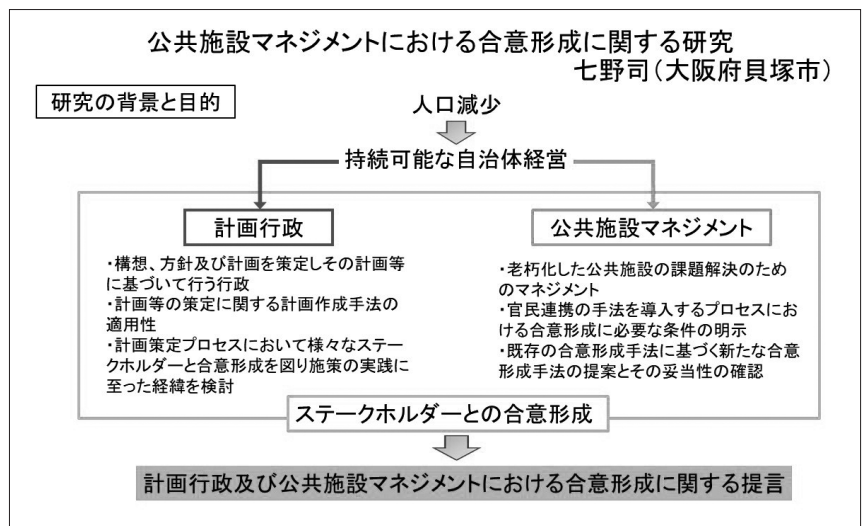 公共施設マネジメントにおける合意形成に関する研究
七野司（大阪府貝塚市）
研究の背景と目的
人口減少
持続可能な自治体経営
計画行政
・構想、方針及び計画を策定しその計画等
に基づいて行う行政
・計画等の策定に関する計画作成手法の
適用性
・計画策定プロセスにおいて様々なステー
クホルダーと合意形成を図り施策の実践に
至った経緯を検討
公共施設マネジメント
・老朽化した公共施設の課題解決のため
のマネジメント
・官民連携の手法を導入するプロセスにお
ける合意形成に必要な条件の明示
・既存の合意形成手法に基づく新たな合意
形成手法の提案とその妥当性の確認
ステークホルダーとの合意形成
計画行政及び公共施設マネジメントにおける合意形成に関する提言